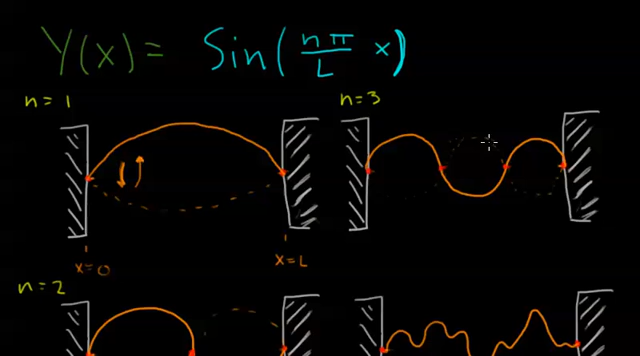 Y(x) = Sin(nπ/L x)
n=1
n=3
x=0
x=L
n=2